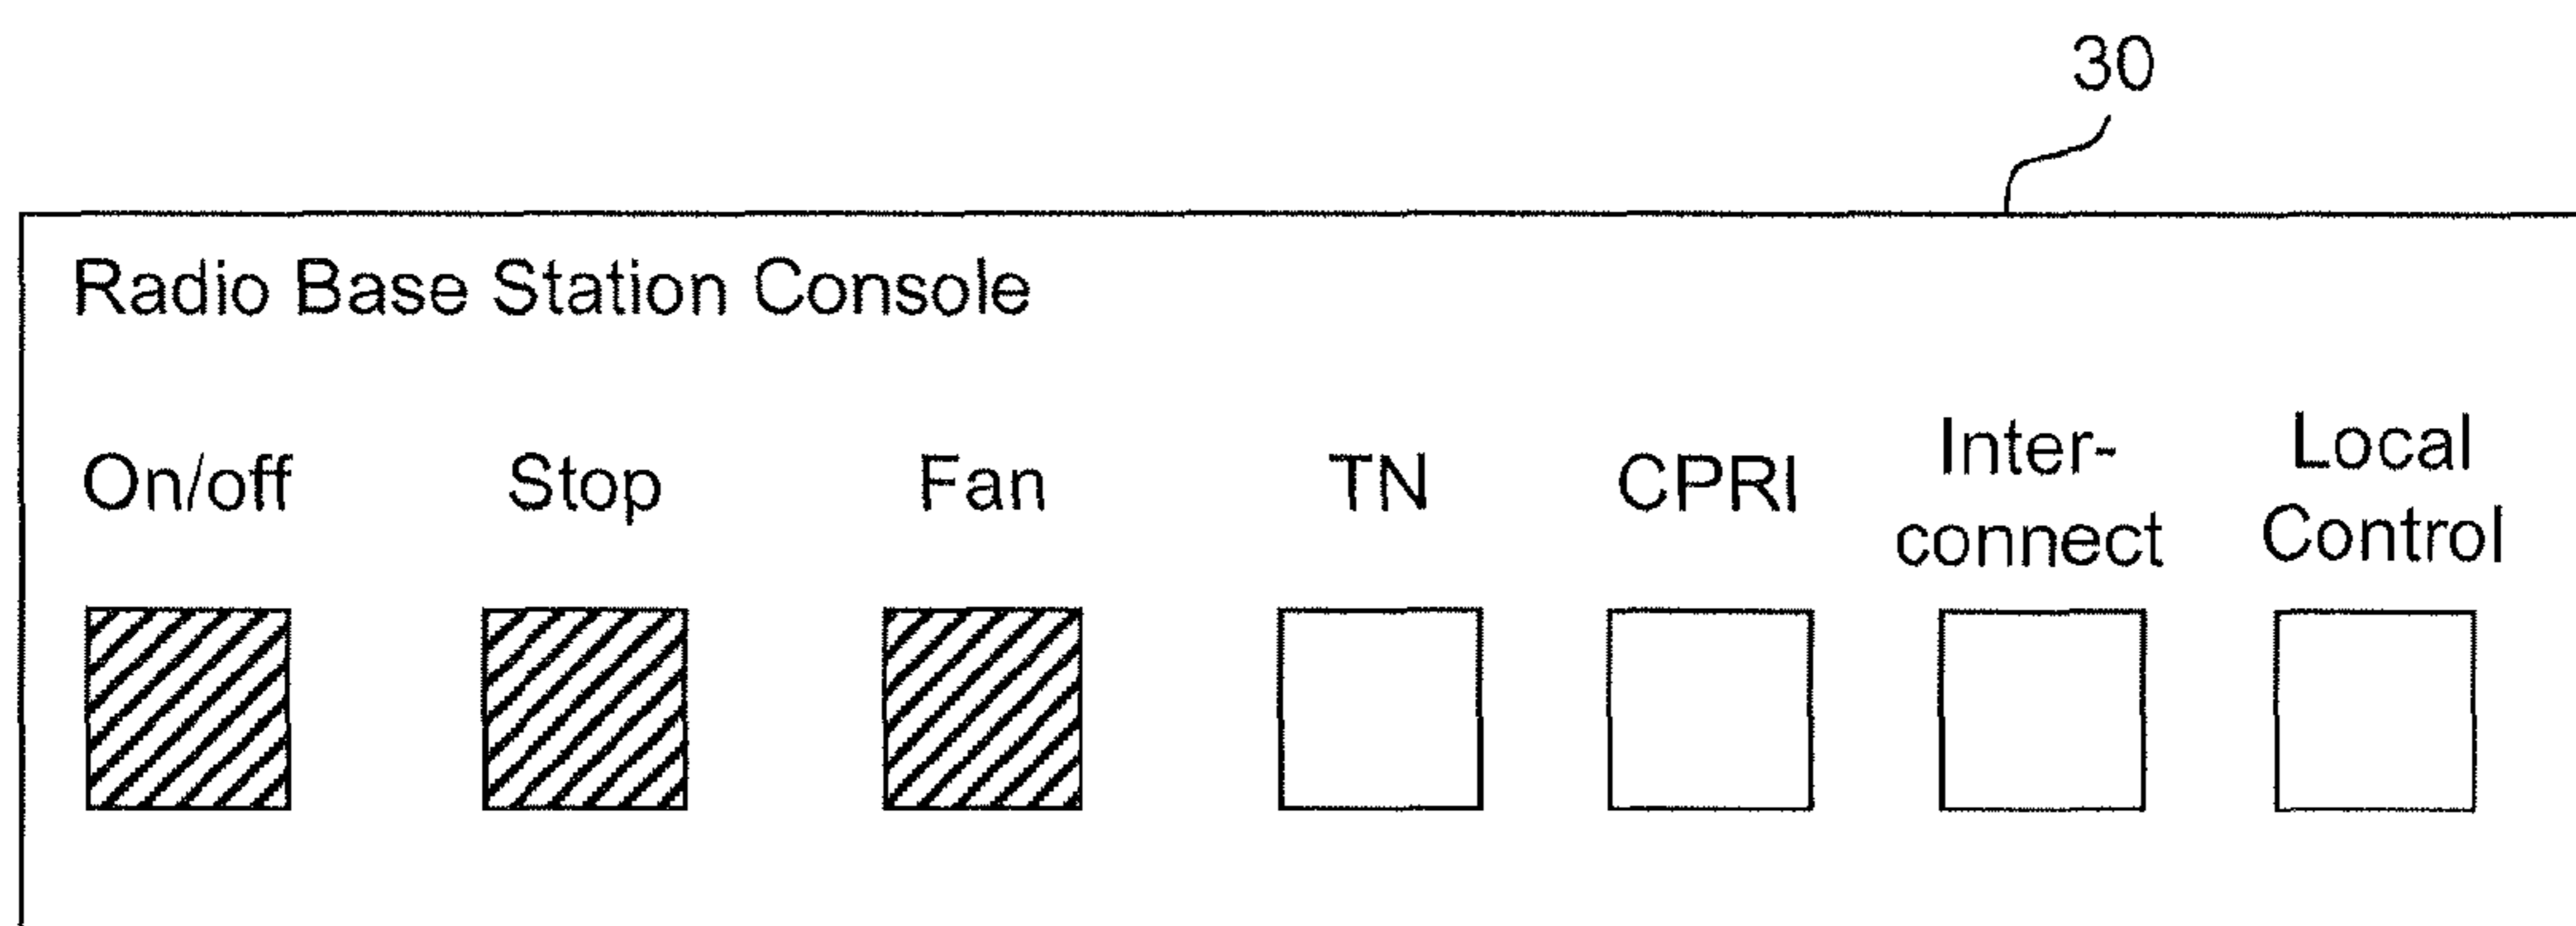 30
Radio Base Station Console
On/off Stop Fan TN CPRI Inter-
connect Local
Control